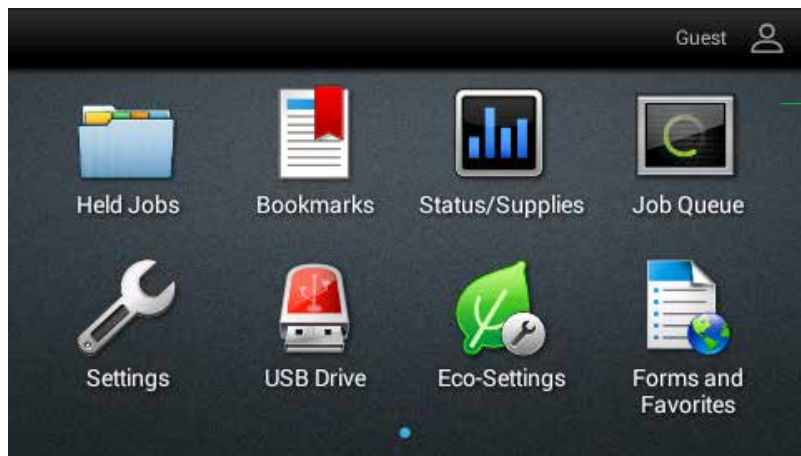 Guest
Held Jobs
Bookmarks
Status/Supplies
Job Queue
Settings
USB Drive
Eco-Settings
Forms and
Favorites